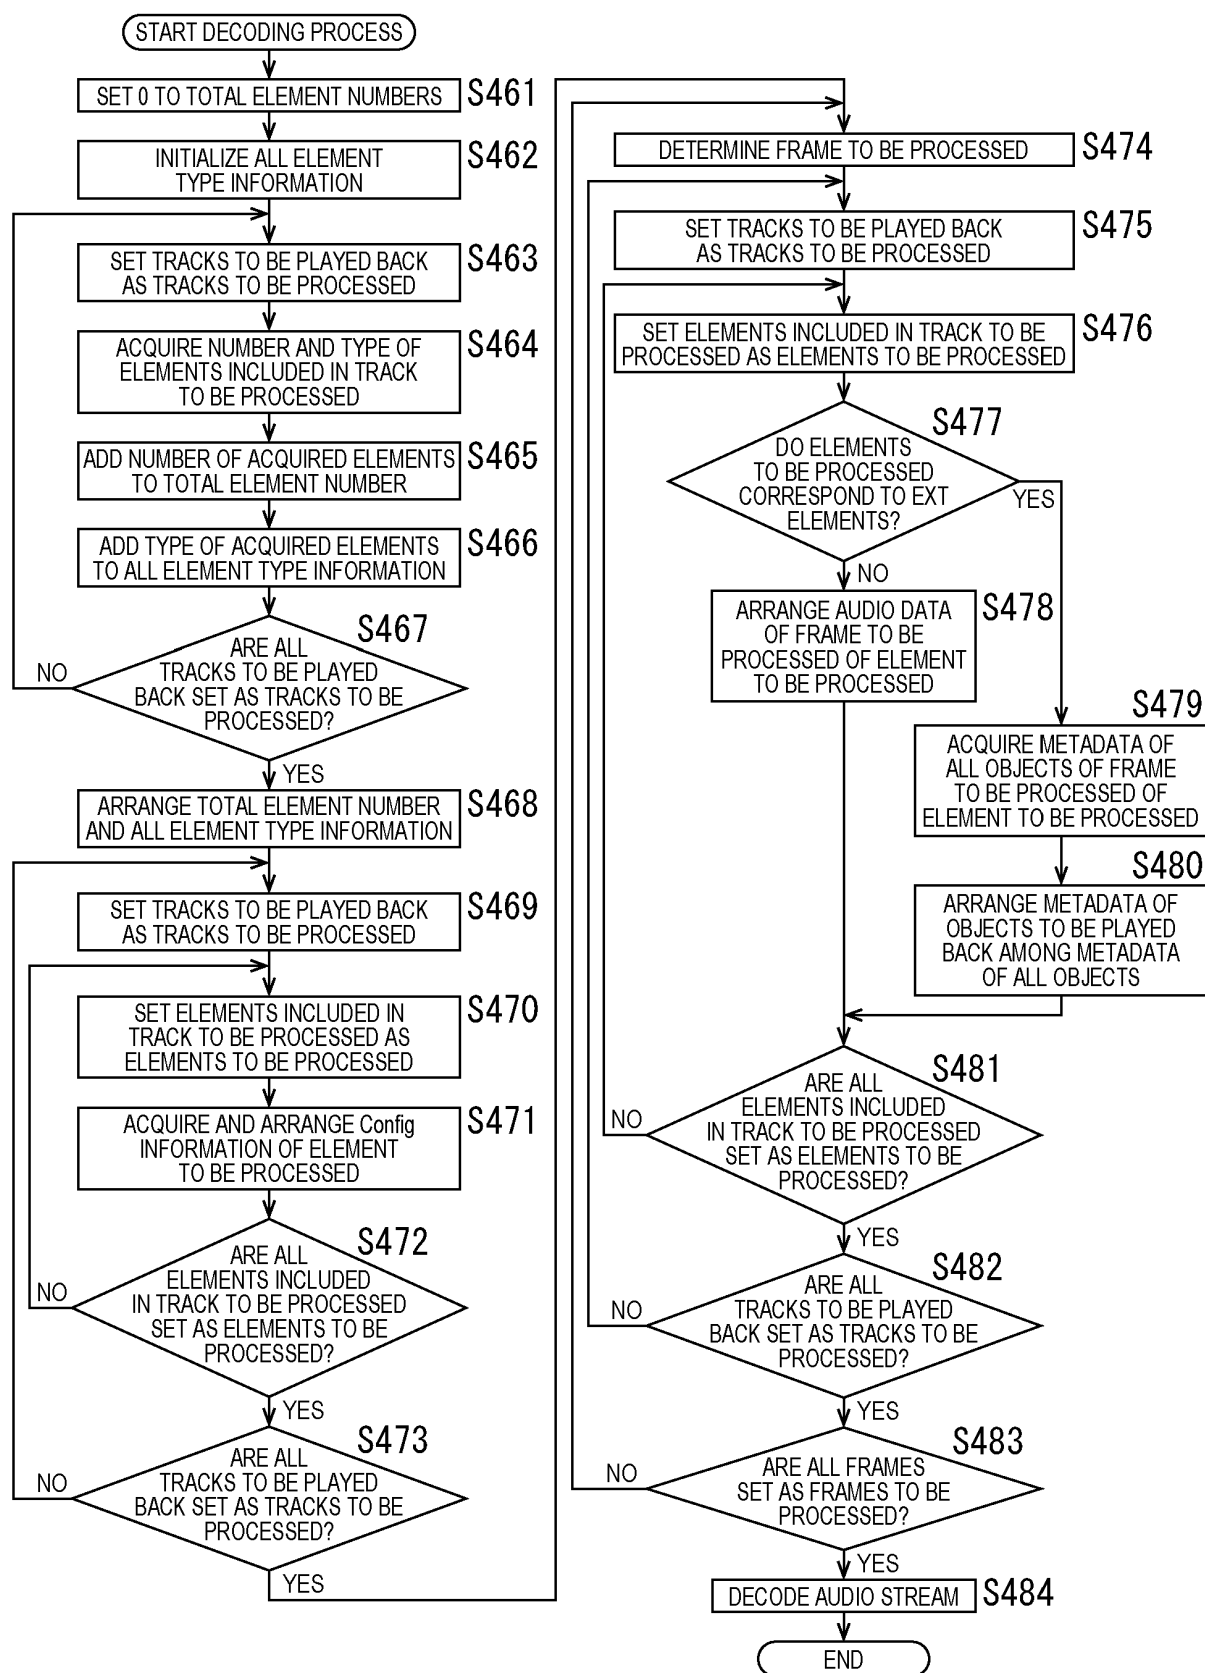 START DECODING PROCESS
SET 0 TO TOTAL ELEMENT NUMBERS
S461
INITIALIZE ALL ELEMENT
TYPE INFORMATION
S462
SET TRACKS TO BE PLAYED BACK
AS TRACKS TO BE PROCESSED
S463
ACQUIRE NUMBER AND TYPE OF
ELEMENTS INCLUDED IN TRACK
TO BE PROCESSED
S464
ADD NUMBER OF ACQUIRED ELEMENTS
TO TOTAL ELEMENT NUMBER
S465
ADD TYPE OF ACQUIRED ELEMENTS
TO ALL ELEMENT TYPE INFORMATION
S466
S467
ARE ALL
TRACKS TO BE PLAYED
BACK SET AS TRACKS TO BE
PROCESSED?
NO
YES
ARRANGE TOTAL ELEMENT NUMBER
AND ALL ELEMENT TYPE INFORMATION
S468
SET TRACKS TO BE PLAYED BACK
AS TRACKS TO BE PROCESSED
S469
SET ELEMENTS INCLUDED IN
TRACK TO BE PROCESSED AS
ELEMENTS TO BE PROCESSED
S470
ACQUIRE AND ARRANGE Config
INFORMATION OF ELEMENT
TO BE PROCESSED
S471
S472
ARE ALL
ELEMENTS INCLUDED
IN TRACK TO BE PROCESSED
SET AS ELEMENTS TO BE
PROCESSED?
NO
YES
S473
ARE ALL
TRACKS TO BE PLAYED
BACK SET AS TRACKS TO BE
PROCESSED?
NO
YES
DETERMINE FRAME TO BE PROCESSED
S474
SET TRACKS TO BE PLAYED BACK
AS TRACKS TO BE PROCESSED
S475
SET ELEMENTS INCLUDED IN TRACK TO BE
PROCESSED AS ELEMENTS TO BE PROCESSED
S476
S477
DO ELEMENTS
TO BE PROCESSED
CORRESPOND TO EXT
ELEMENTS?
YES
NO
ARRANGE AUDIO DATA
OF FRAME TO BE
PROCESSED OF ELEMENT
TO BE PROCESSED
S478
S479
ACQUIRE METADATA OF
ALL OBJECTS OF FRAME
TO BE PROCESSED OF
ELEMENT TO BE PROCESSED
S480
ARRANGE METADATA OF
OBJECTS TO BE PLAYED
BACK AMONG METADATA
OF ALL OBJECTS
S481
ARE ALL
ELEMENTS INCLUDED
IN TRACK TO BE PROCESSED
SET AS ELEMENTS TO BE
PROCESSED?
NO
YES
S482
ARE ALL
TRACKS TO BE PLAYED
BACK SET AS TRACKS TO BE
PROCESSED?
NO
YES
S483
ARE ALL FRAMES
SET AS FRAMES TO BE
PROCESSED?
NO
YES
DECODE AUDIO STREAM
S484
END